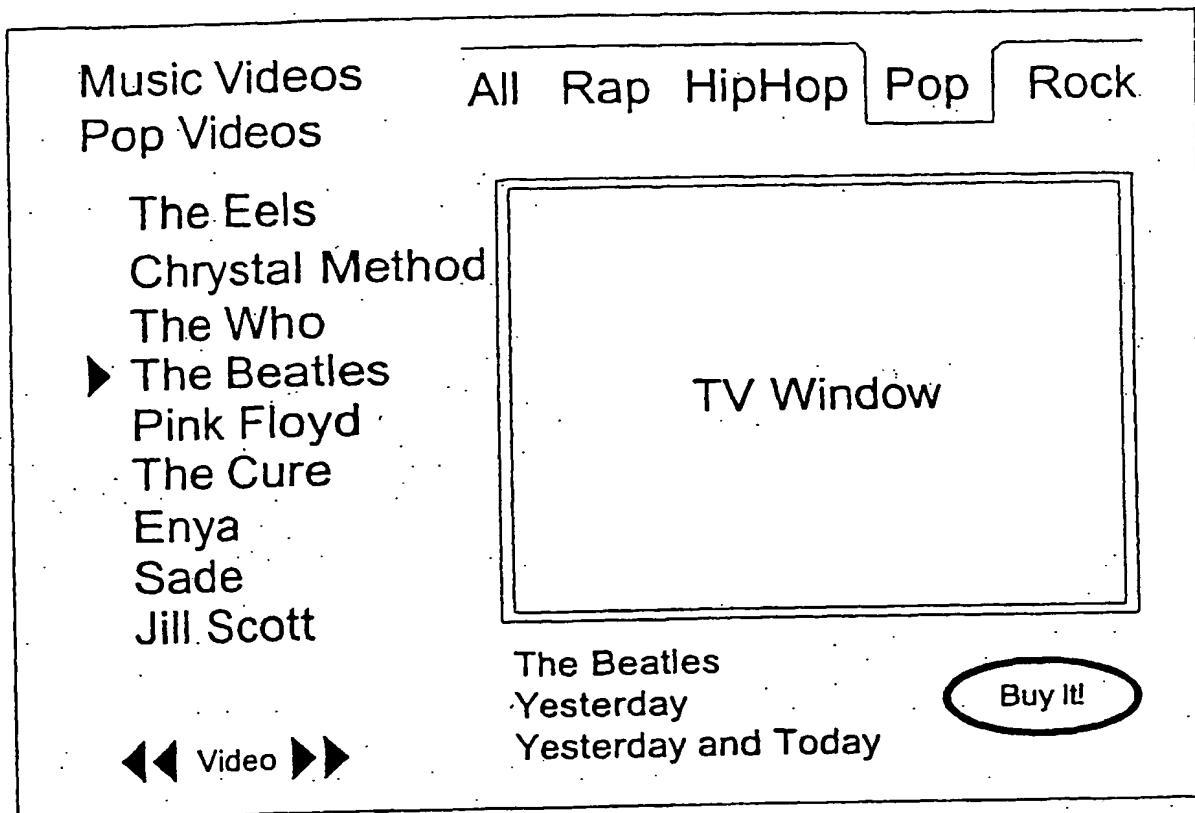 Music Videos
Pop Videos
All Rap HipHop Pop Rock
The Eels
Chrystal Method
The Who
The Beatles
Pink Floyd
The Cure
Enya
Sade
Jill Scott
Video
TV Window
The Beatles
Yesterday
Yesterday and Today
Buy It!